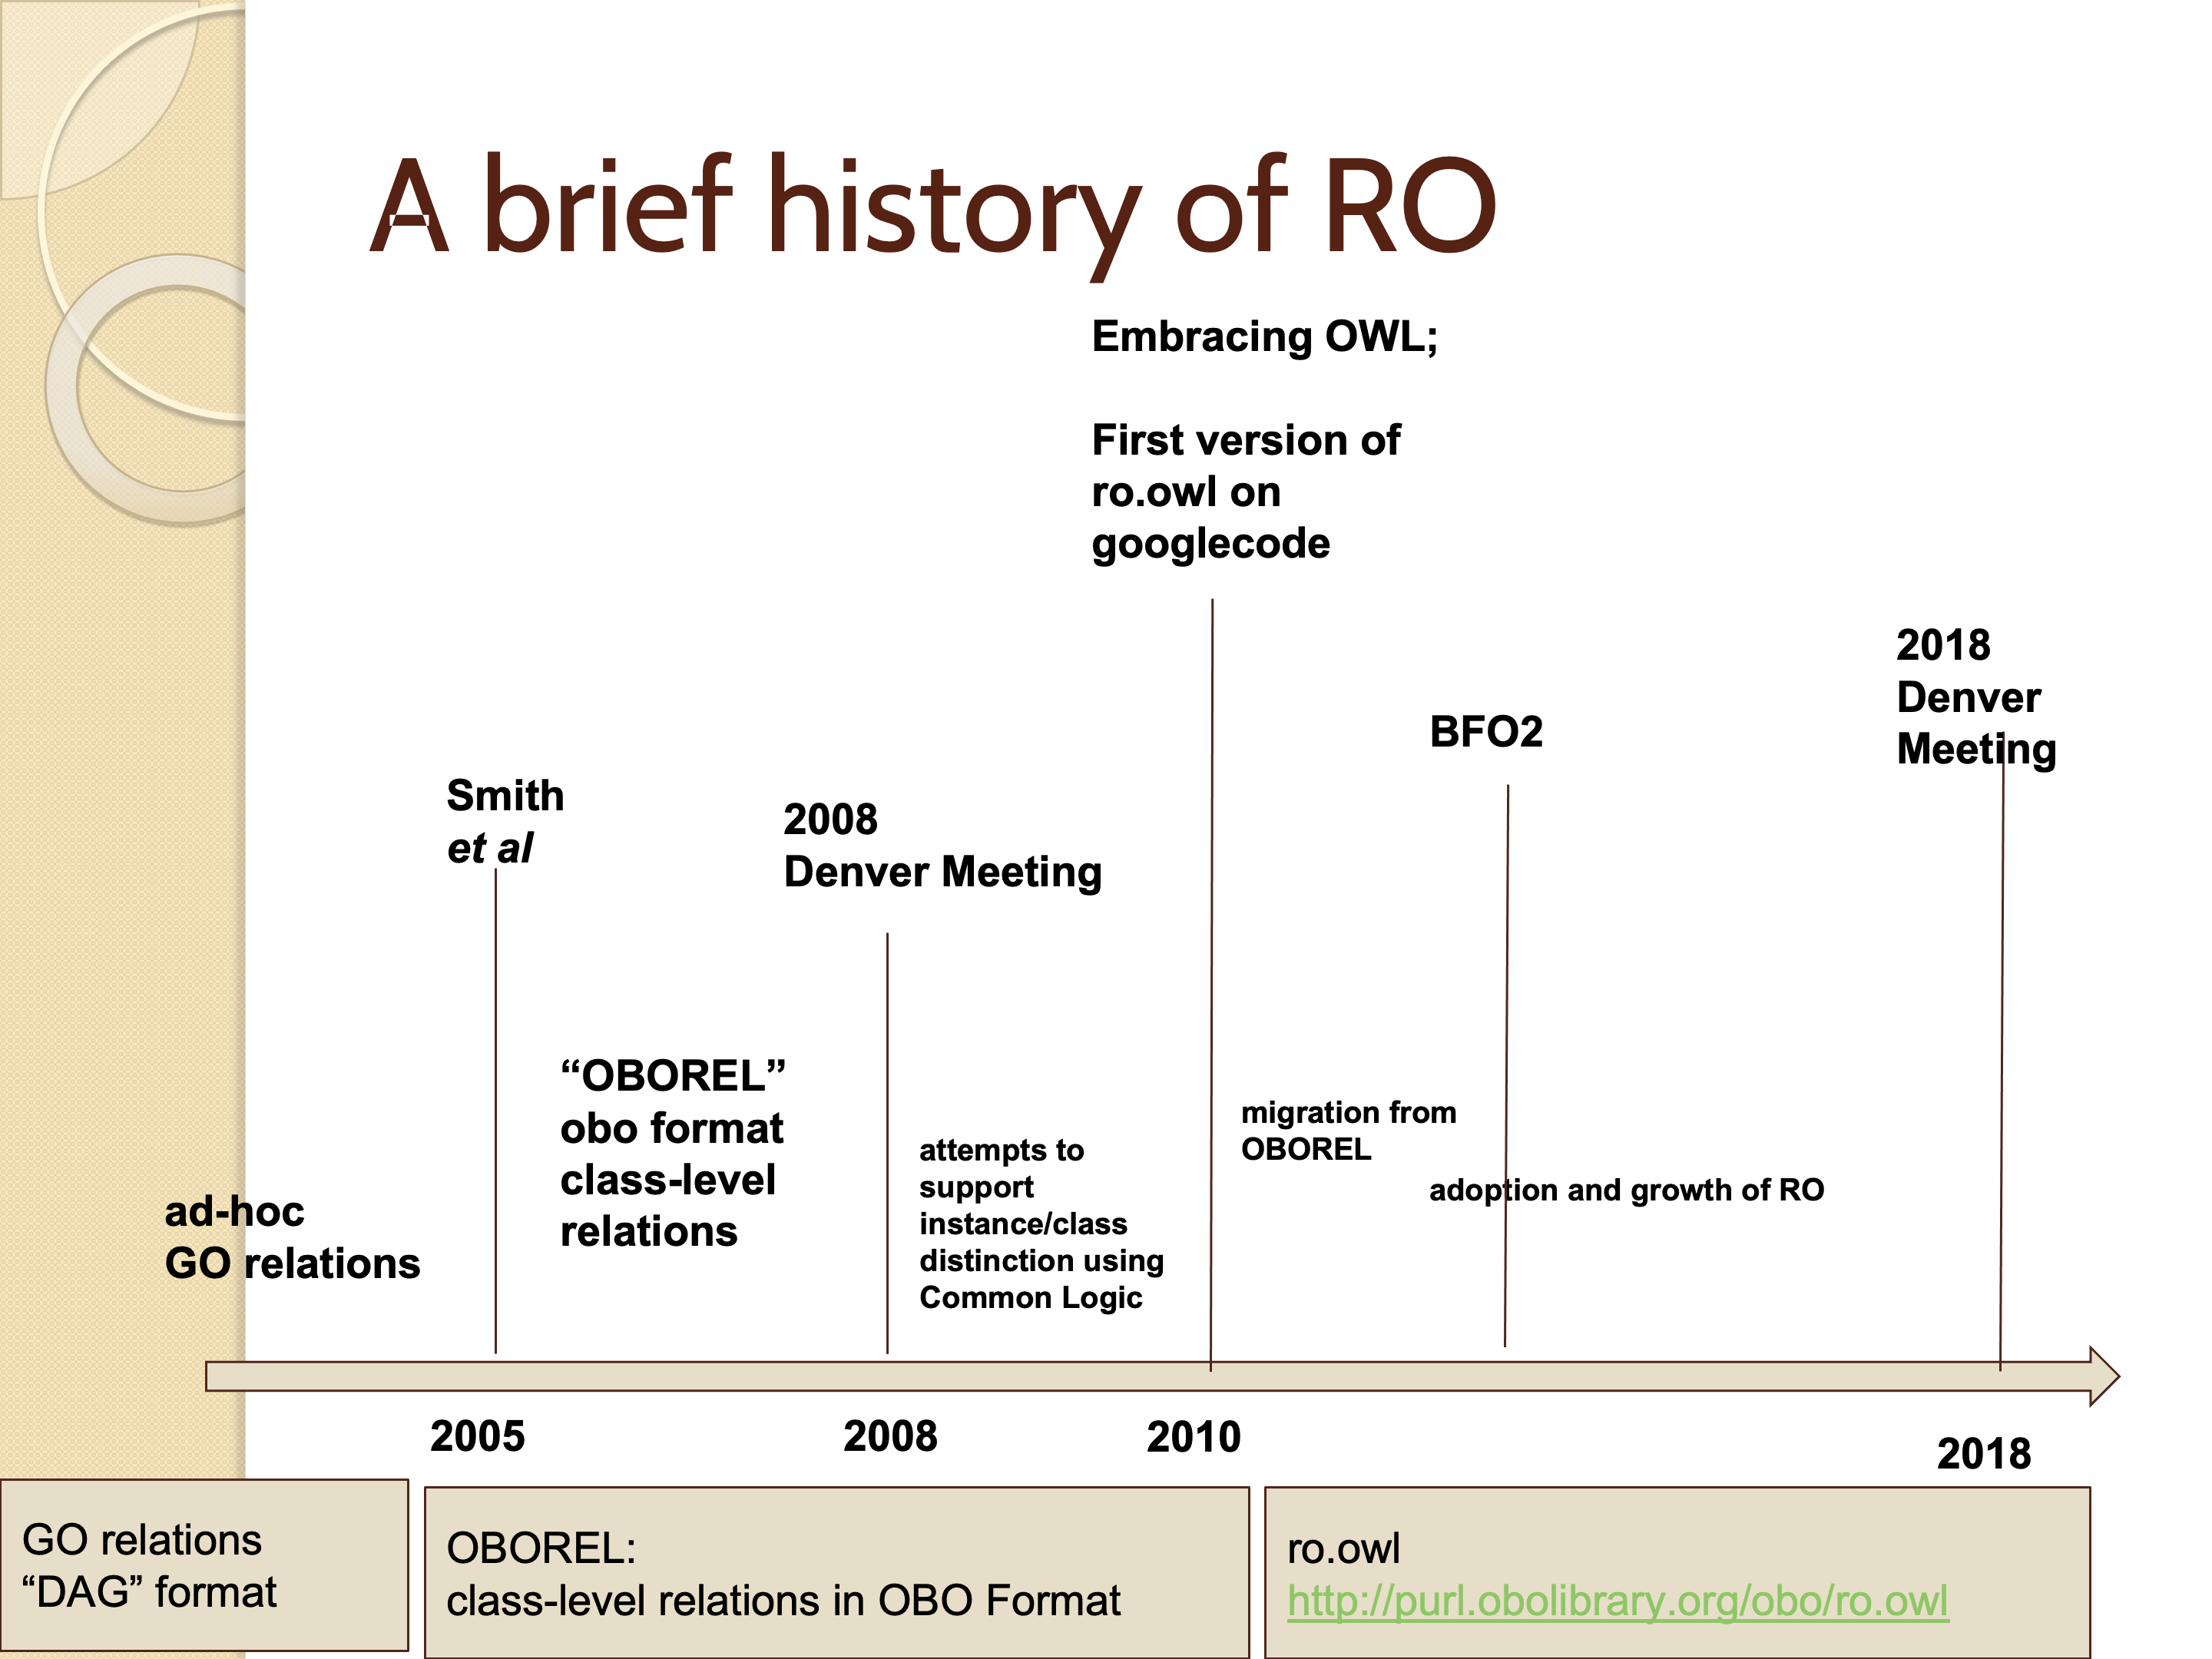 A brief history of RO
Embracing OWL;
First version of
ro.owl on
googlecode
2018
Denver
Meeting
BFO2
Smith
et al
2008
Denver Meeting
“OBOREL”
obo format
class-level
relations
migration from
OBOREL
attempts to
support
instance/class
distinction using
Common Logic
adoption and growth of RO
ad-hoc
GO relations
2005
2008
2010
2018
GO relations
“DAG” format
OBOREL:
class-level relations in OBO Format
ro.owl
http://purl.obolibrary.org/obo/ro.owl